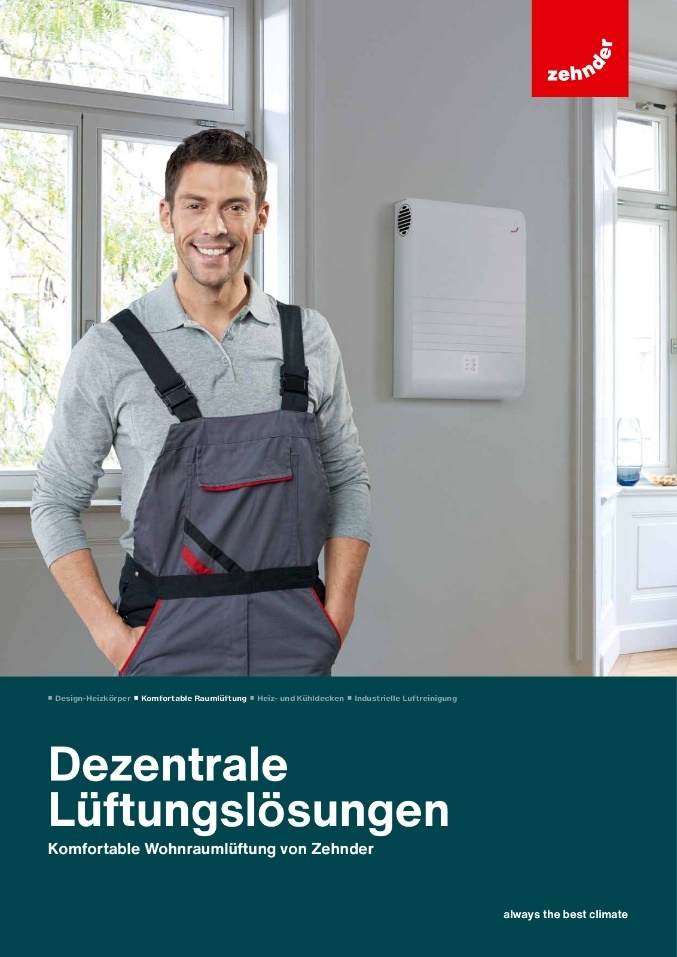 zehnder
■ Design-Heizkörper ■ Komfortable Raumlüftung ■ Heiz- und Kühldecken ■ Industrielle Luftreinigung
Dezentrale
Lüftungslösungen
Komfortable Wohnraumlüftung von Zehnder
always the best climate